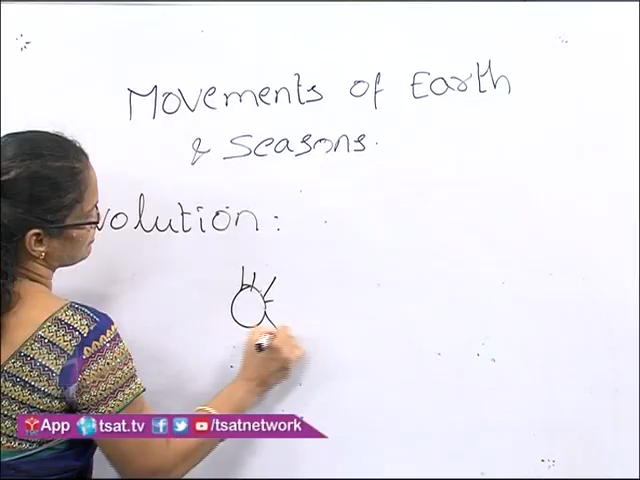 Movements of Earth
& Seasons.
volution :
App tsat.tv /tsatnetwork